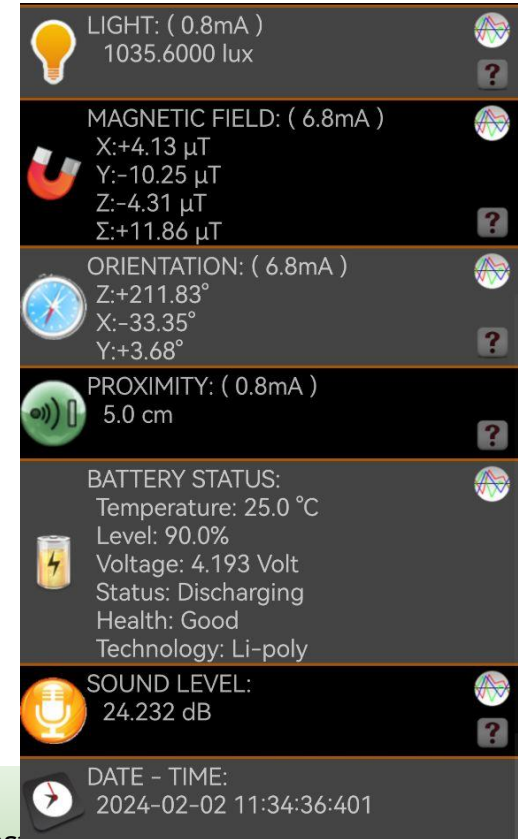 LIGHT: ( 0.8mA )
1035.6000 lux
?
MAGNETIC FIELD: ( 6.8mA )
X:+4.13 µT
Y:-10.25 µT
Z:-4.31 µT
Σ:+11.86 µT
?
ORIENTATION: ( 6.8mA )
Z:+211.83°
X:-33.35°
Y:+3.68°
?
PROXIMITY: ( 0.8mA )
5.0 cm
?
BATTERY STATUS:
Temperature: 25.0 °C
Level: 90.0%
Voltage: 4.193 Volt
Status: Discharging
Health: Good
Technology: Li-poly
SOUND LEVEL:
24.232 dB
?
DATE - TIME:
2024-02-02 11:34:36:401